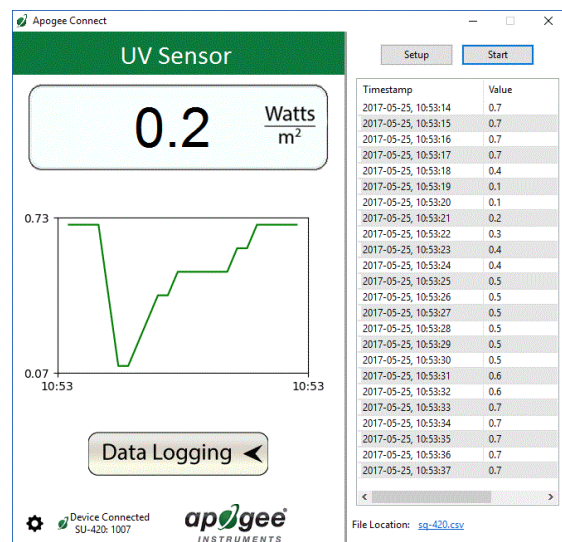 Apogee Connect
UV Sensor
0.2 Watts
m²
0.73
0.07
10:53 10:53
Data Logging
Device Connected
SU-420: 1007
apogee®
INSTRUMENTS
Setup Start
Timestamp Value
2017-05-25, 10:53:14 0.7
2017-05-25, 10:53:15 0.7
2017-05-25, 10:53:16 0.7
2017-05-25, 10:53:17 0.7
2017-05-25, 10:53:18 0.4
2017-05-25, 10:53:19 0.1
2017-05-25, 10:53:20 0.1
2017-05-25, 10:53:21 0.2
2017-05-25, 10:53:22 0.3
2017-05-25, 10:53:23 0.4
2017-05-25, 10:53:24 0.4
2017-05-25, 10:53:25 0.5
2017-05-25, 10:53:26 0.5
2017-05-25, 10:53:27 0.5
2017-05-25, 10:53:28 0.5
2017-05-25, 10:53:29 0.5
2017-05-25, 10:53:30 0.5
2017-05-25, 10:53:31 0.6
2017-05-25, 10:53:32 0.6
2017-05-25, 10:53:33 0.7
2017-05-25, 10:53:34 0.7
2017-05-25, 10:53:35 0.7
2017-05-25, 10:53:36 0.7
2017-05-25, 10:53:37 0.7
File Location: sq-420.csv